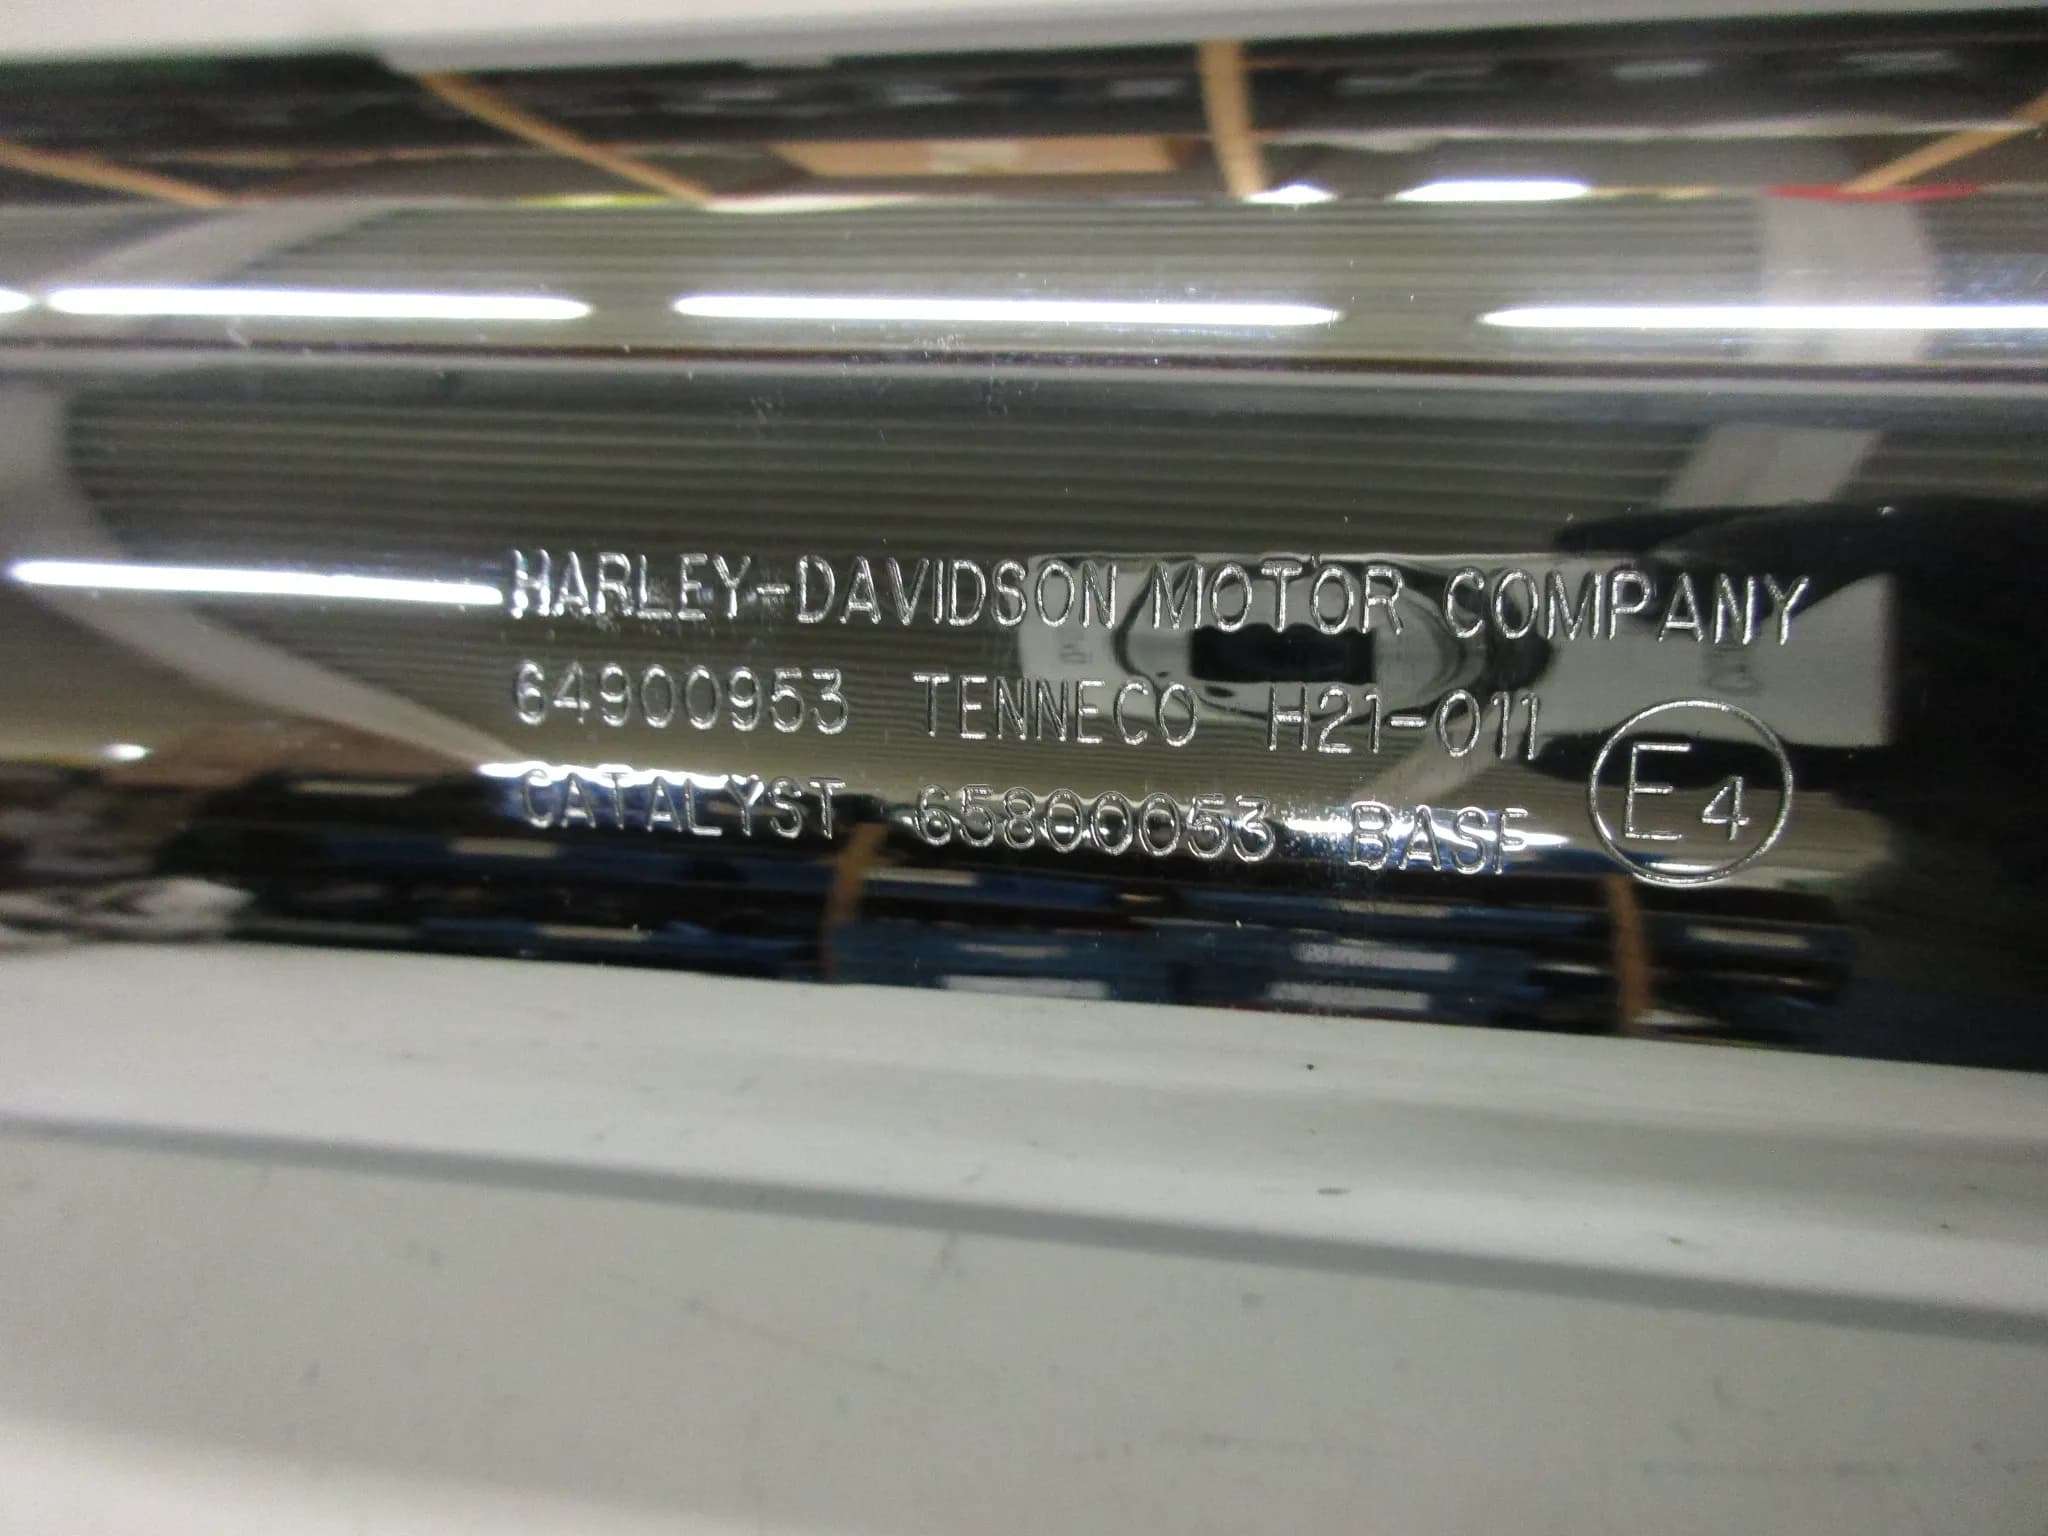 HARLEY-DAVIDSON MOTOR COMPANY
64900953 TENNECO H21-011
CATALYST 65800053 BASF E4